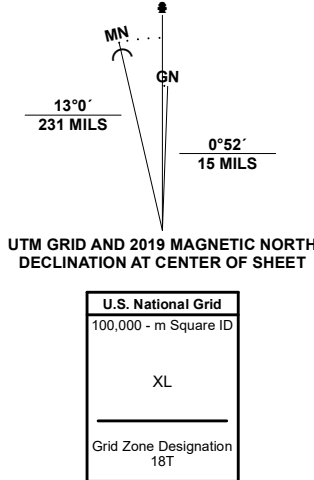 MN
GN
13°0´
231 MILS
0°52´
15 MILS
UTM GRID AND 2019 MAGNETIC NORTH
DECLINATION AT CENTER OF SHEET
U.S. National Grid
100,000 - m Square ID
XL
Grid Zone Designation
18T